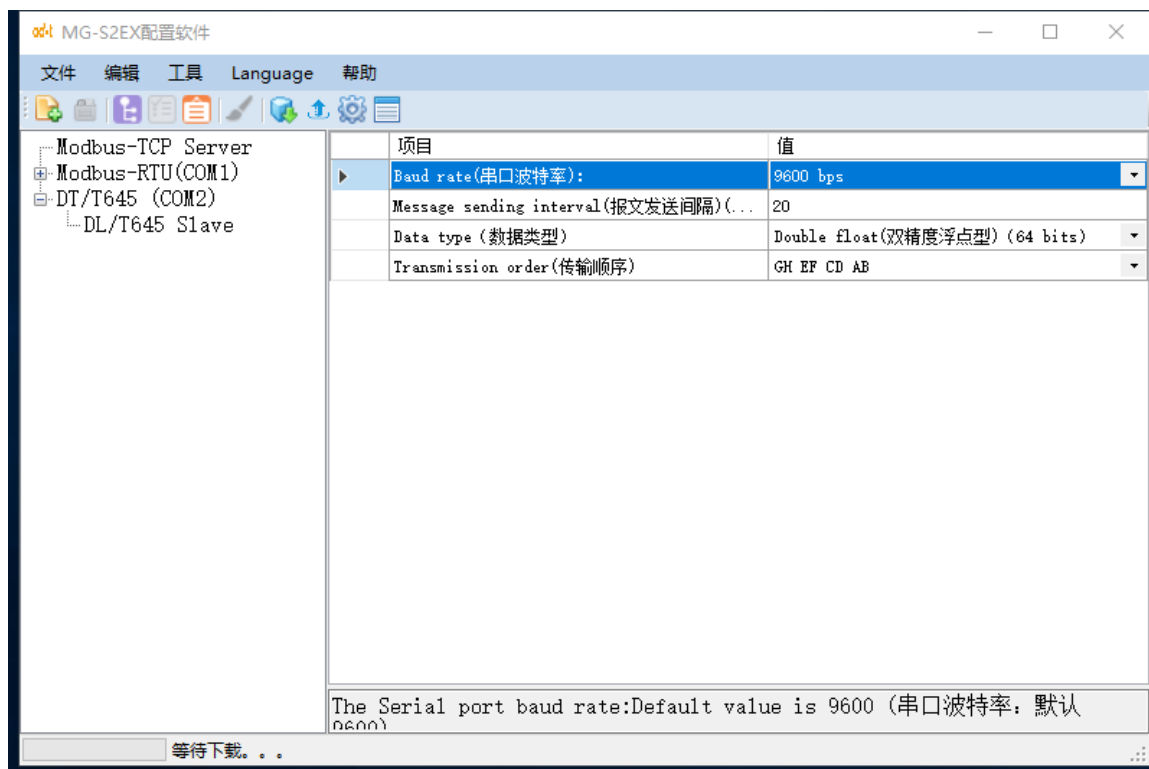 odot MG-S2EX配置软件
文件 编辑 工具 Language 帮助
Modbus-TCP Server
Modbus-RTU(COM1)
DT/T645 (COM2)
DL/T645 Slave
项目 值
Baud rate(串口波特率): 9600 bps
Message sending interval(报文发送间隔)(... 20
Data type (数据类型) Double float(双精度浮点型) (64 bits)
Transmission order(传输顺序) GH EF CD AB
The Serial port baud rate:Default value is 9600 (串口波特率: 默认
9600)
等待下载。。。